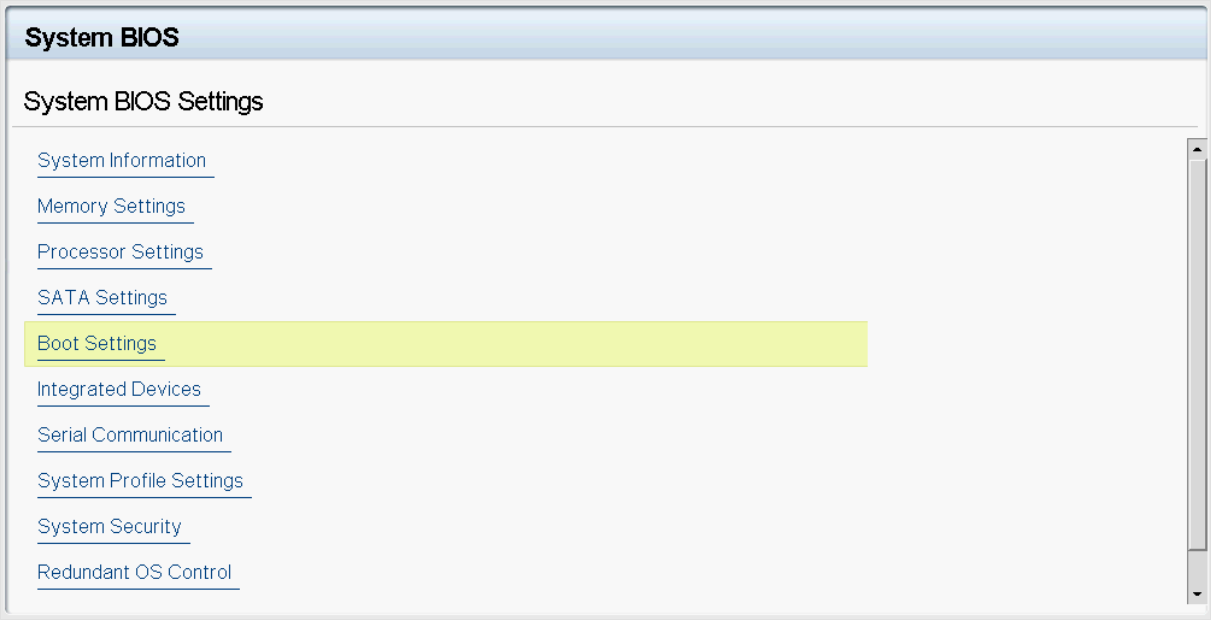 System BIOS
System BIOS Settings
System Information
Memory Settings
Processor Settings
SATA Settings
Boot Settings
Integrated Devices
Serial Communication
System Profile Settings
System Security
Redundant OS Control